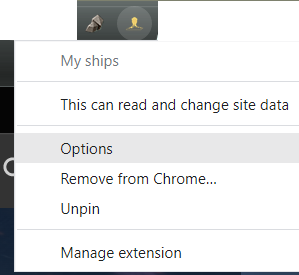 My ships
This can read and change site data
Options
Remove from Chrome...
Unpin
Manage extension